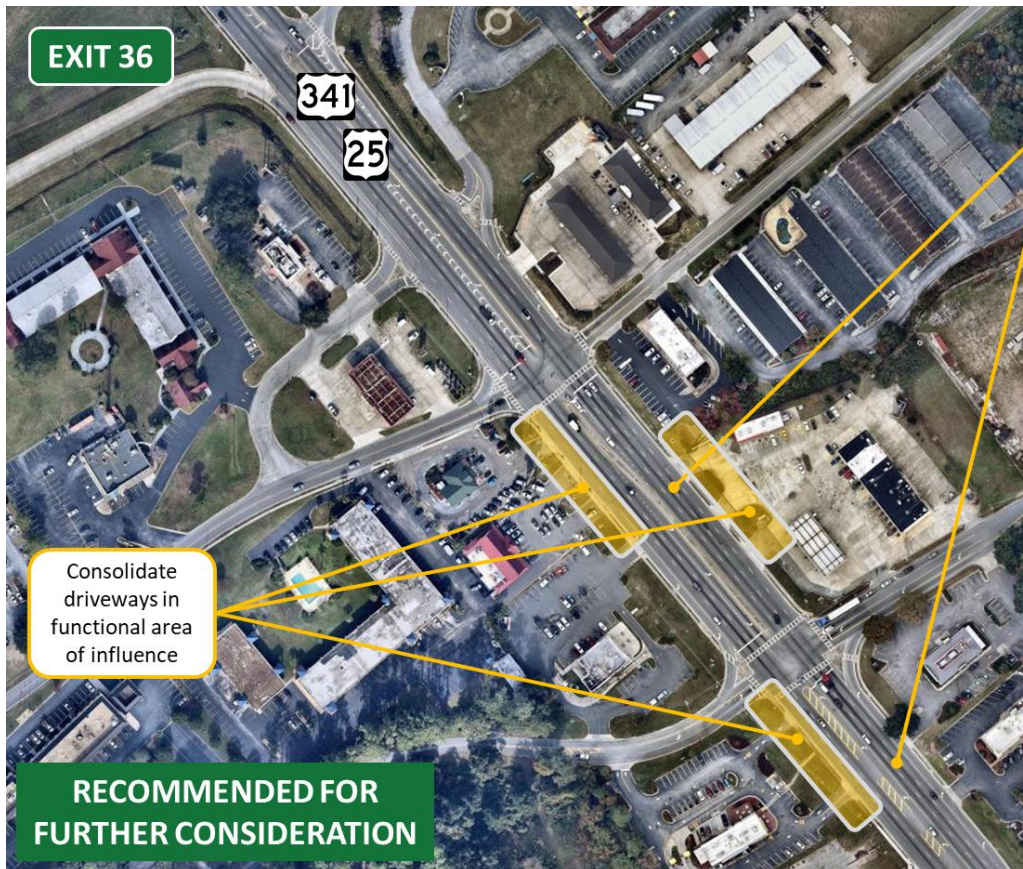 EXIT 36
341
25
Consolidate
driveways in
functional area
of influence
RECOMMENDED FOR
FURTHER CONSIDERATION